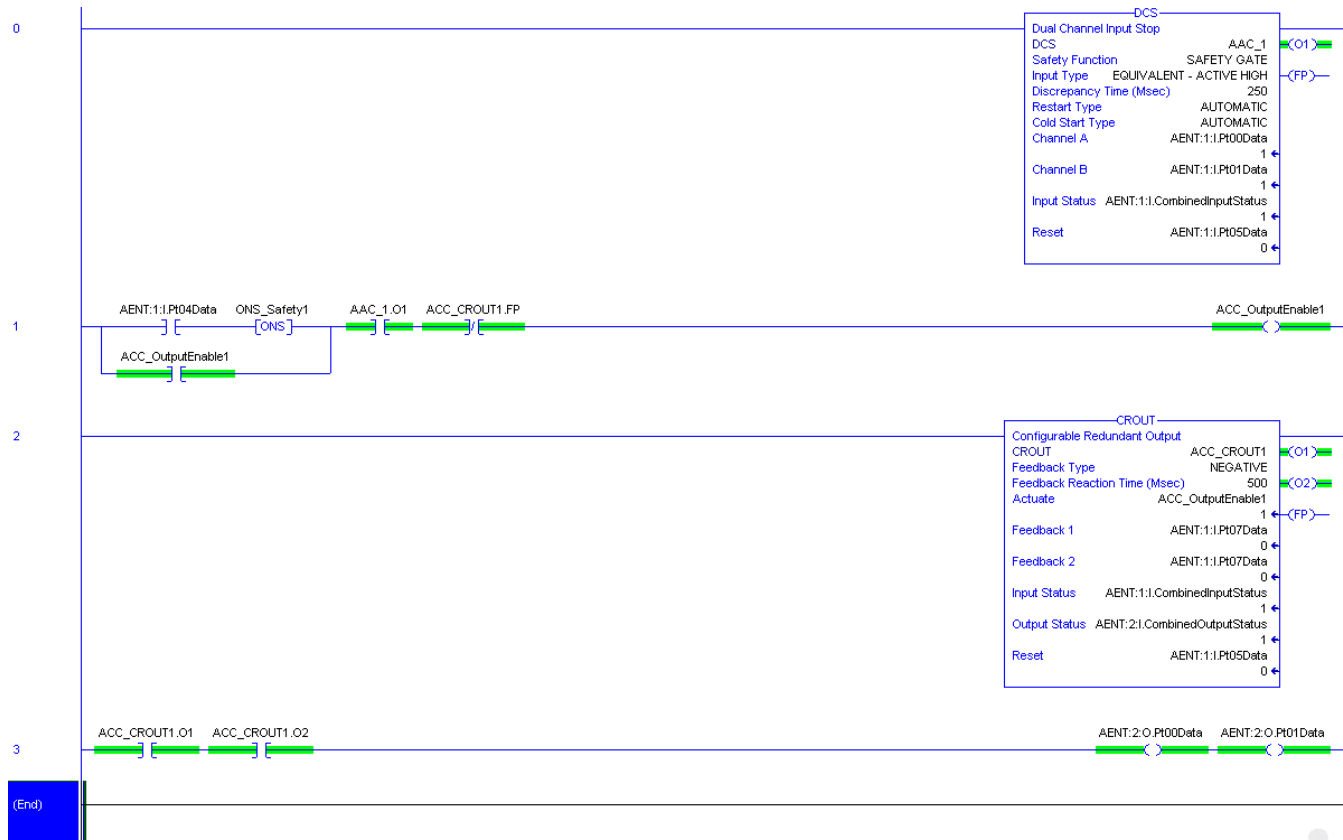 0
DCS
Dual Channel Input Stop
DCS AAC_1 (O1)
Safety Function SAFETY GATE
Input Type EQUIVALENT - ACTIVE HIGH (FP)
Discrepancy Time (Msec) 250
Restart Type AUTOMATIC
Cold Start Type AUTOMATIC
Channel A AENT:1:I.Pt00Data
1
Channel B AENT:1:I.Pt01Data
1
Input Status AENT:1:I.CombinedInputStatus
1
Reset AENT:1:I.Pt05Data
0
AENT:1:I.Pt04Data ONS_Safety1 AAC_1.O1 ACC_CROUT1.FP ACC_OutputEnable1
1 ONS
ACC_OutputEnable1
CROUT
2 Configurable Redundant Output
CROUT ACC_CROUT1 (O1)
Feedback Type NEGATIVE
Feedback Reaction Time (Msec) 500 (O2)
Actuate ACC_OutputEnable1
1 (FP)
Feedback 1 AENT:1:I.Pt07Data
0
Feedback 2 AENT:1:I.Pt07Data
0
Input Status AENT:1:I.CombinedInputStatus
1
Output Status AENT:2:I.CombinedOutputStatus
1
Reset AENT:1:I.Pt05Data
0
ACC_CROUT1.O1 ACC_CROUT1.O2 AENT:2:O.Pt00Data AENT:2:O.Pt01Data
3
(End)